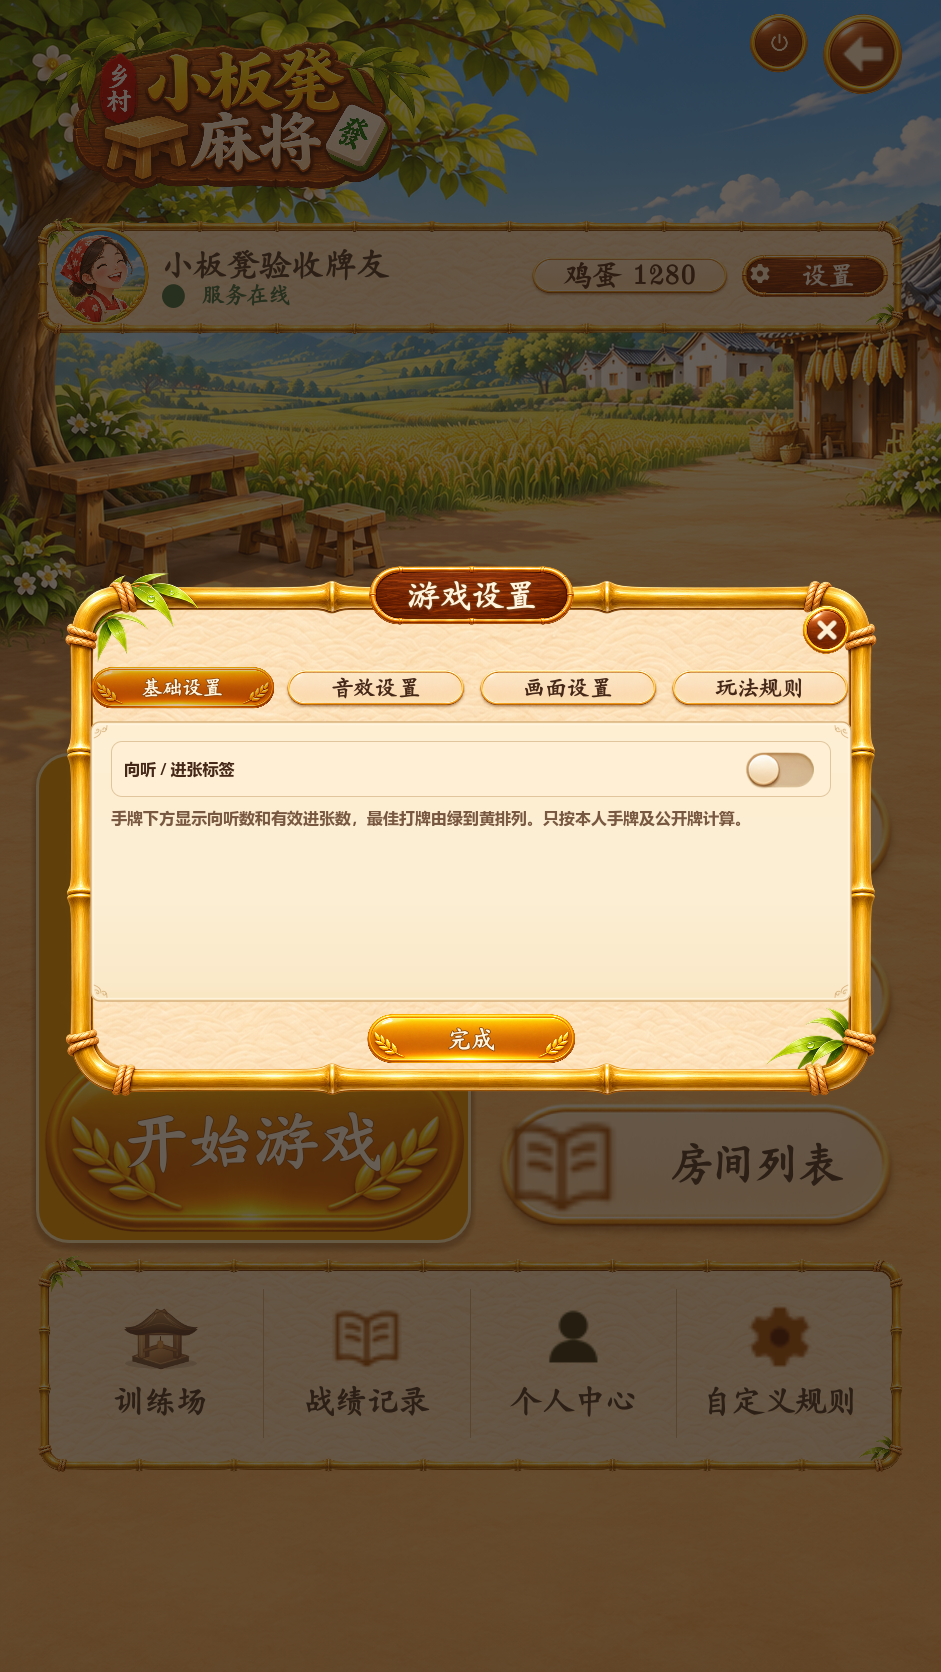 乡村
小板凳
麻将
發
小板凳验收牌友
服务在线
鸡蛋 1280
设置
游戏设置
基础设置
音效设置
画面设置
玩法规则
向听 / 进张标签
手牌下方显示向听数和有效进张数，最佳打牌由绿到黄排列。只按本人手牌及公开牌计算。
完成
开始游戏
房间列表
训练场
战绩记录
个人中心
自定义规则